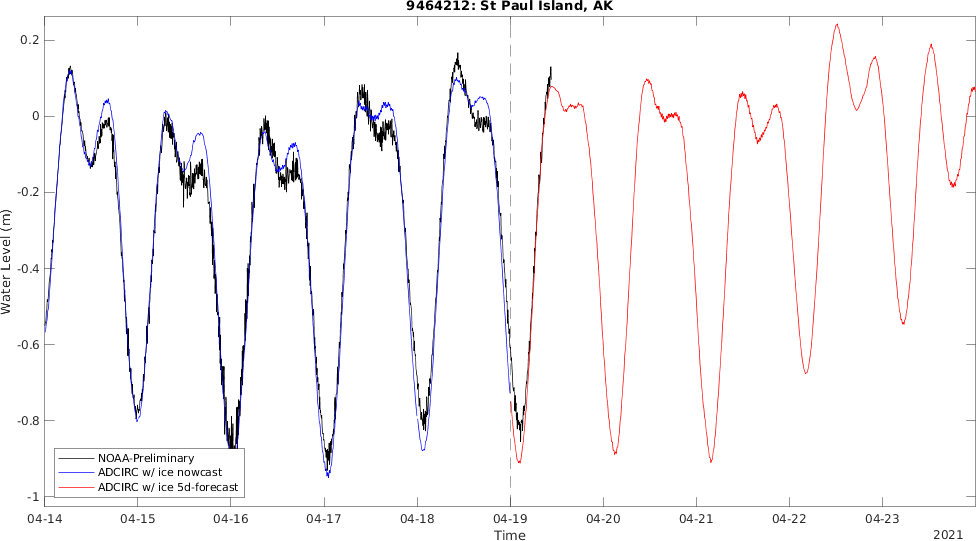 9464212: St Paul Island, AK
0.2
0
-0.2
-0.4
-0.6
-0.8
-1
Water Level (m)
NOAA-Preliminary
ADCIRC w/ ice nowcast
ADCIRC w/ ice 5d-forecast
04-14 04-15 04-16 04-17 04-18 04-19 04-20 04-21 04-22 04-23
Time
2021